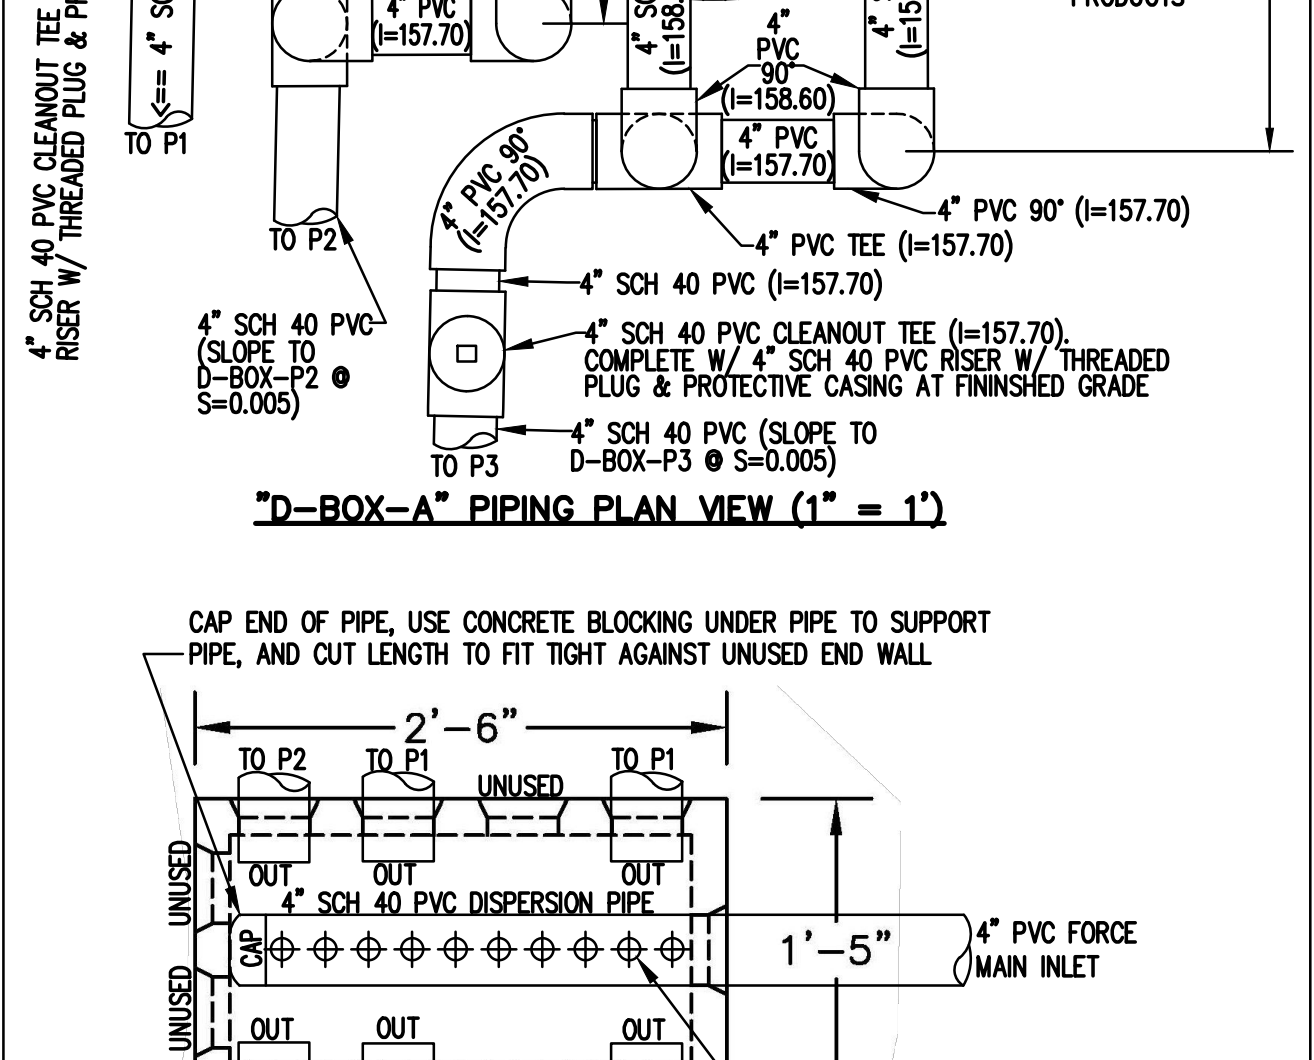 4" SCH 40 PVC CLEANOUT TEE
RISER W/ THREADED PLUG &
<== 4"
TO P1
4" PVC
(I=157.70)
TO P2
4" SCH 40 PVC
(SLOPE TO
D-BOX-P2 @
S=0.005)
4"
(I=158.
4"
PVC
90°
(I=158.60)
4" PVC
(I=157.70)
PRODUCTS
4" PVC 90°
(I=157.70)
4" PVC 90° (I=157.70)
4" PVC TEE (I=157.70)
4" SCH 40 PVC (I=157.70)
4" SCH 40 PVC CLEANOUT TEE (I=157.70).
COMPLETE W/ 4" SCH 40 PVC RISER W/ THREADED
PLUG & PROTECTIVE CASING AT FININSHED GRADE
4" SCH 40 PVC (SLOPE TO
D-BOX-P3 @ S=0.005)
TO P3
"D-BOX-A" PIPING PLAN VIEW (1" = 1')
CAP END OF PIPE, USE CONCRETE BLOCKING UNDER PIPE TO SUPPORT
PIPE, AND CUT LENGTH TO FIT TIGHT AGAINST UNUSED END WALL
2'-6"
TO P2
TO P1
UNUSED
TO P1
UNUSED
OUT
OUT
OUT
4" SCH 40 PVC DISPERSION PIPE
CAP
1'-5"
4" PVC FORCE
MAIN INLET
UNUSED
OUT
OUT
OUT